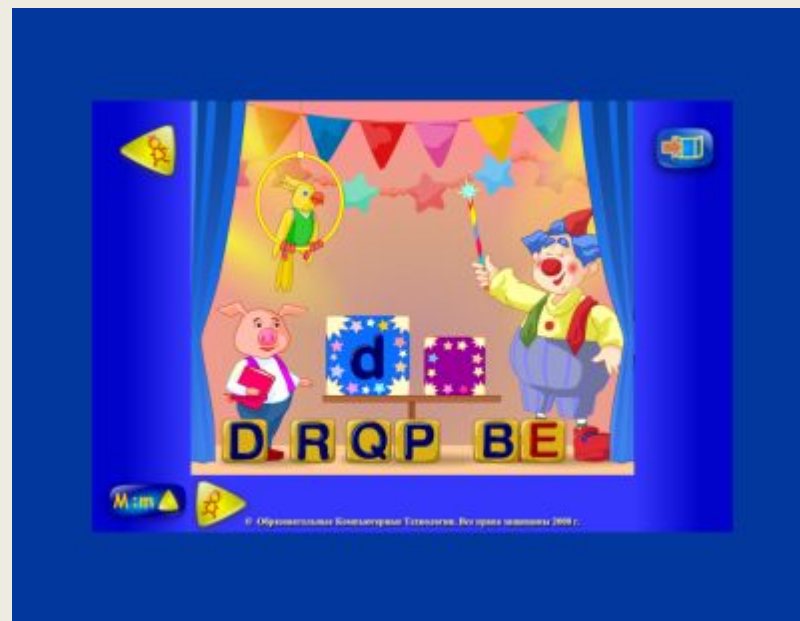 d
D R Q P B E
M:m
© Образовательные Компьютерные Технологии. Все права защищены 2008 г.